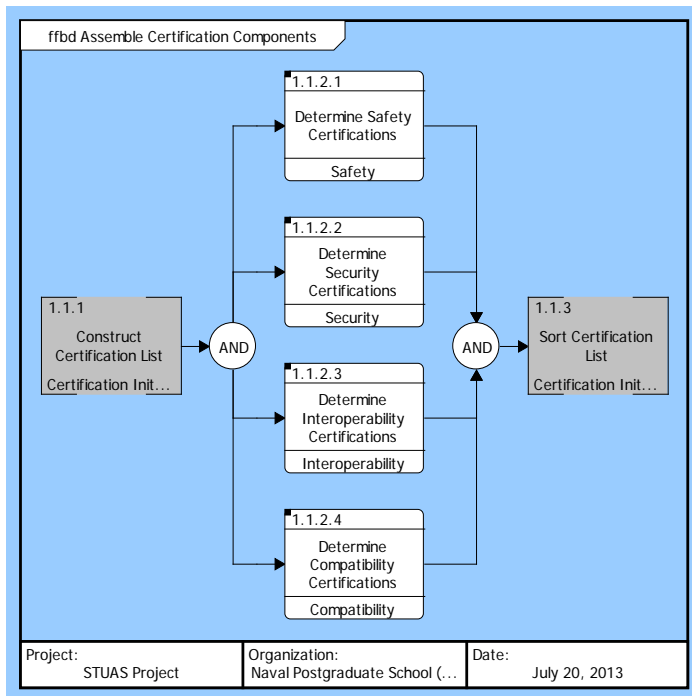 ffbd Assemble Certification Components
1.1.2.1
Determine Safety
Certifications
Safety
1.1.2.2
Determine
Security
Certifications
Security
1.1.1
Construct
Certification List
Certification Init...
AND
AND
1.1.3
Sort Certification
List
Certification Init...
1.1.2.3
Determine
Interoperability
Certifications
Interoperability
1.1.2.4
Determine
Compatibility
Certifications
Compatibility
Project:
STUAS Project
Organization:
Naval Postgraduate School (...
Date:
July 20, 2013